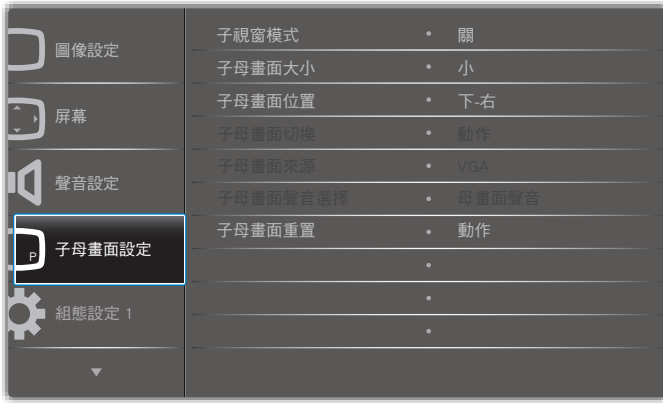 圖像設定
屏幕
聲音設定
P
子母畫面設定
組態設定 1
▼
子視窗模式 • 關
子母畫面大小 • 小
子母畫面位置 • 下-右
子母畫面切換 • 動作
子母畫面來源 • VGA
子母畫面聲音選擇 • 母畫面聲音
子母畫面重置 • 動作